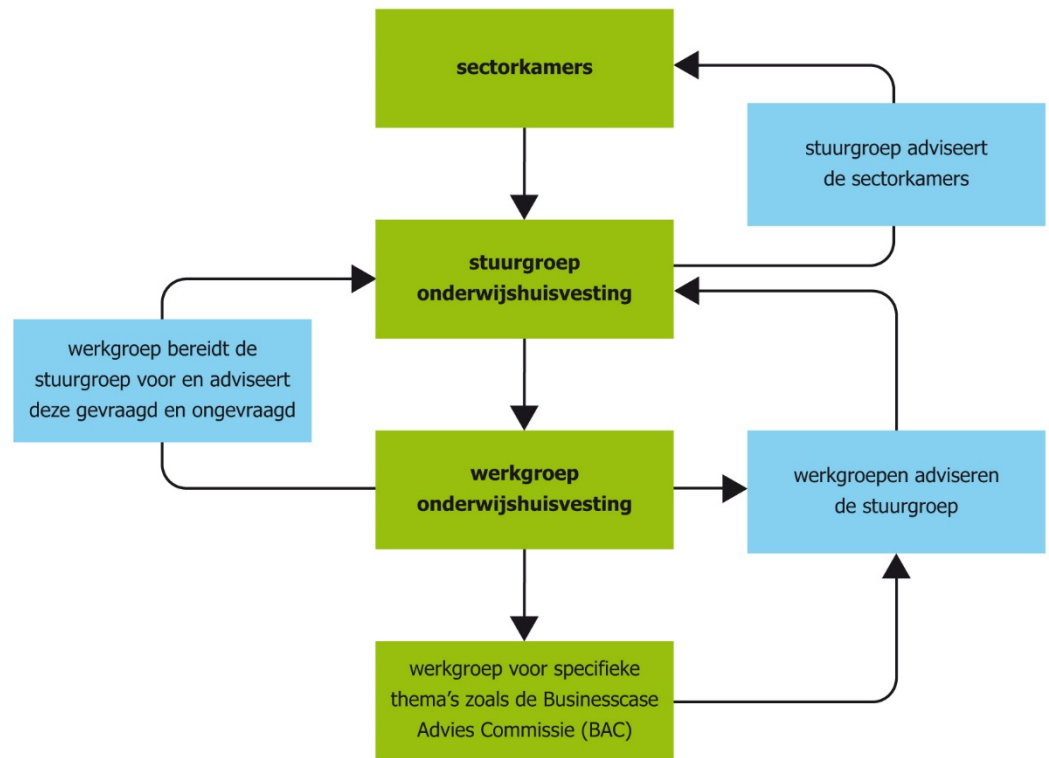 sectorkamers
stuurgroep adviseert
de sectorkamers
stuurgroep
onderwijshuisvesting
werkgroep bereidt de
stuurgroep voor en adviseert
deze gevraagd en ongevraagd
werkgroep
onderwijshuisvesting
werkgroepen adviseren
de stuurgroep
werkgroep voor specifieke
thema’s zoals de Businesscase
Advies Commissie (BAC)